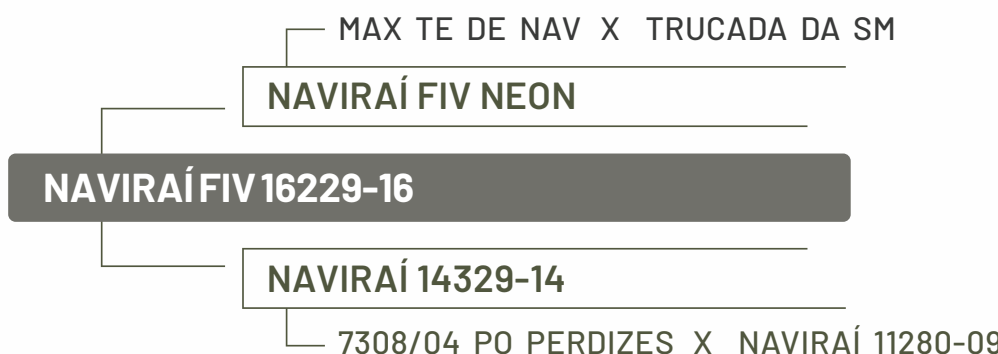 MAX TE DE NAV X TRUCADA DA SM
NAVIRAÍ FIV NEON
NAVIRAÍ FIV 16229-16
NAVIRAÍ 14329-14
7308/04 PO PERDIZES X NAVIRAÍ 11280-09